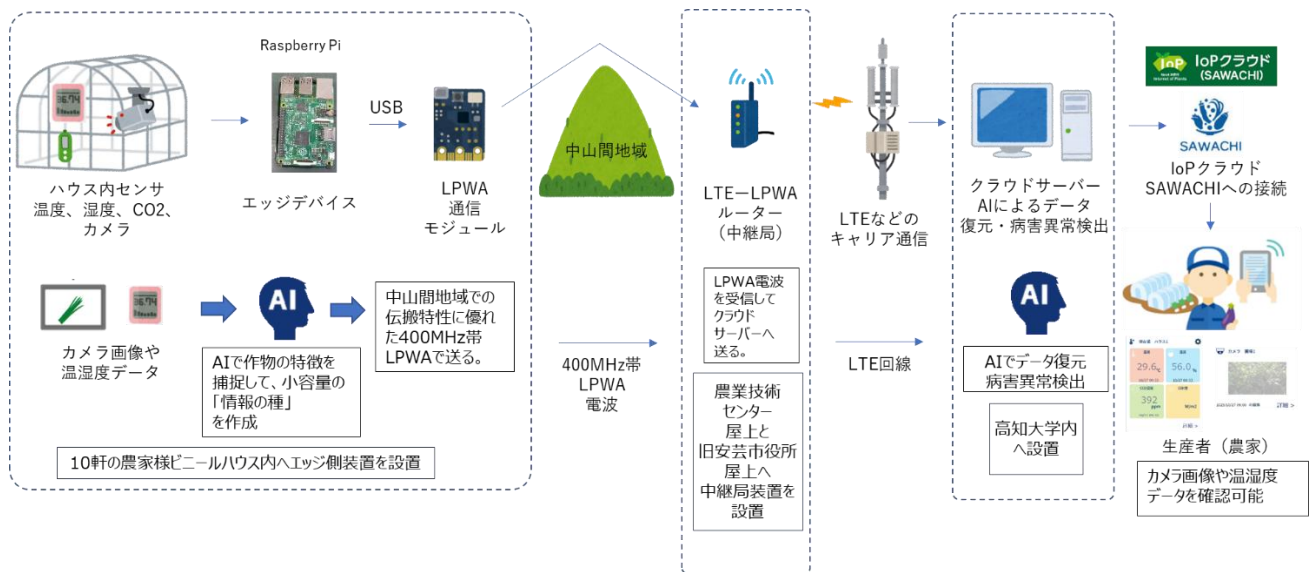 Raspberry Pi
USB
ハウス内センサ
温度、湿度、CO2、
カメラ
エッジデバイス
LPWA
通信
モジュール
中山間地域
LTEーLPWA
ルーター
（中継局）
LTEなどの
キャリア通信
クラウドサーバー
AIによるデータ
復元・病害異常検出
IoP
IoPクラウド
(SAWACHI)
SAWACHI
IoPクラウド
SAWACHIへの接続
カメラ画像や
温湿度データ
AI
AIで作物の特徴を
捕捉して、小容量の
「情報の種」
を作成
中山間地域での
伝搬特性に優れ
た400MHz帯
LPWAで送る。
10軒の農家様ビニールハウス内へエッジ側装置を設置
400MHz帯
LPWA
電波
LPWA電波
を受信して
クラウド
サーバーへ
送る。
農業技術
センター
屋上と
旧安芸市役所
屋上へ
中継局装置を
設置
LTE回線
AI
AIでデータ復元
病害異常検出
高知大学内
へ設置
29.6
56.0
392
ppm
詳細 >
詳細 >
生産者（農家）
カメラ画像や温湿度
データを確認可能